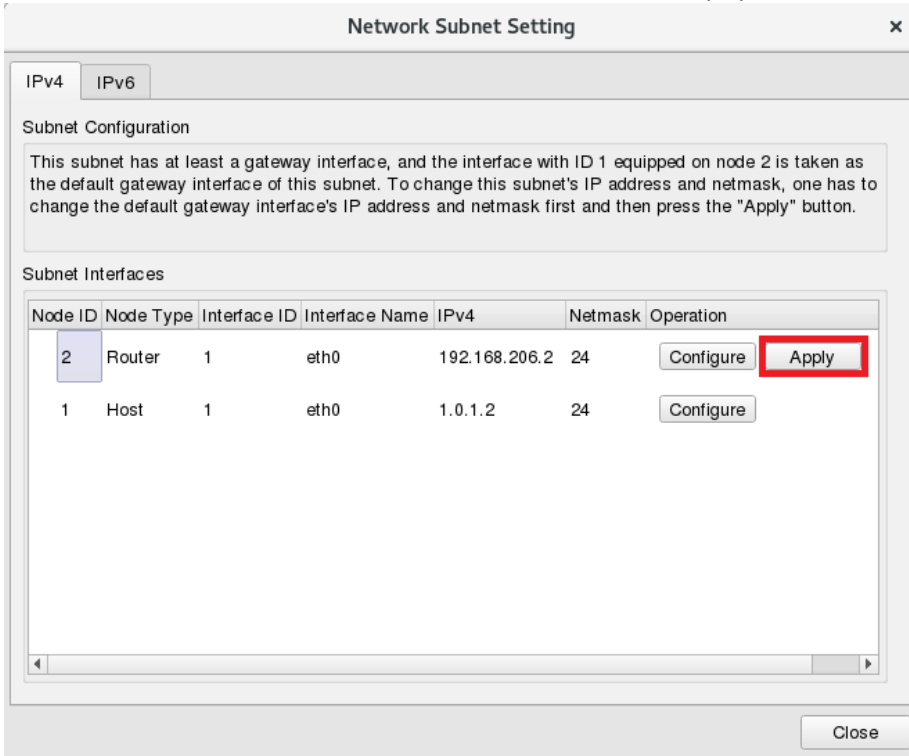 Network Subnet Setting
IPv4 IPv6
Subnet Configuration
This subnet has at least a gateway interface, and the interface with ID 1 equipped on node 2 is taken as
the default gateway interface of this subnet. To change this subnet's IP address and netmask, one has to
change the default gateway interface's IP address and netmask first and then press the "Apply" button.
Subnet Interfaces
Node ID Node Type Interface ID Interface Name IPv4 Netmask Operation
2 Router 1 eth0 192.168.206.2 24 Configure Apply
1 Host 1 eth0 1.0.1.2 24 Configure
Close